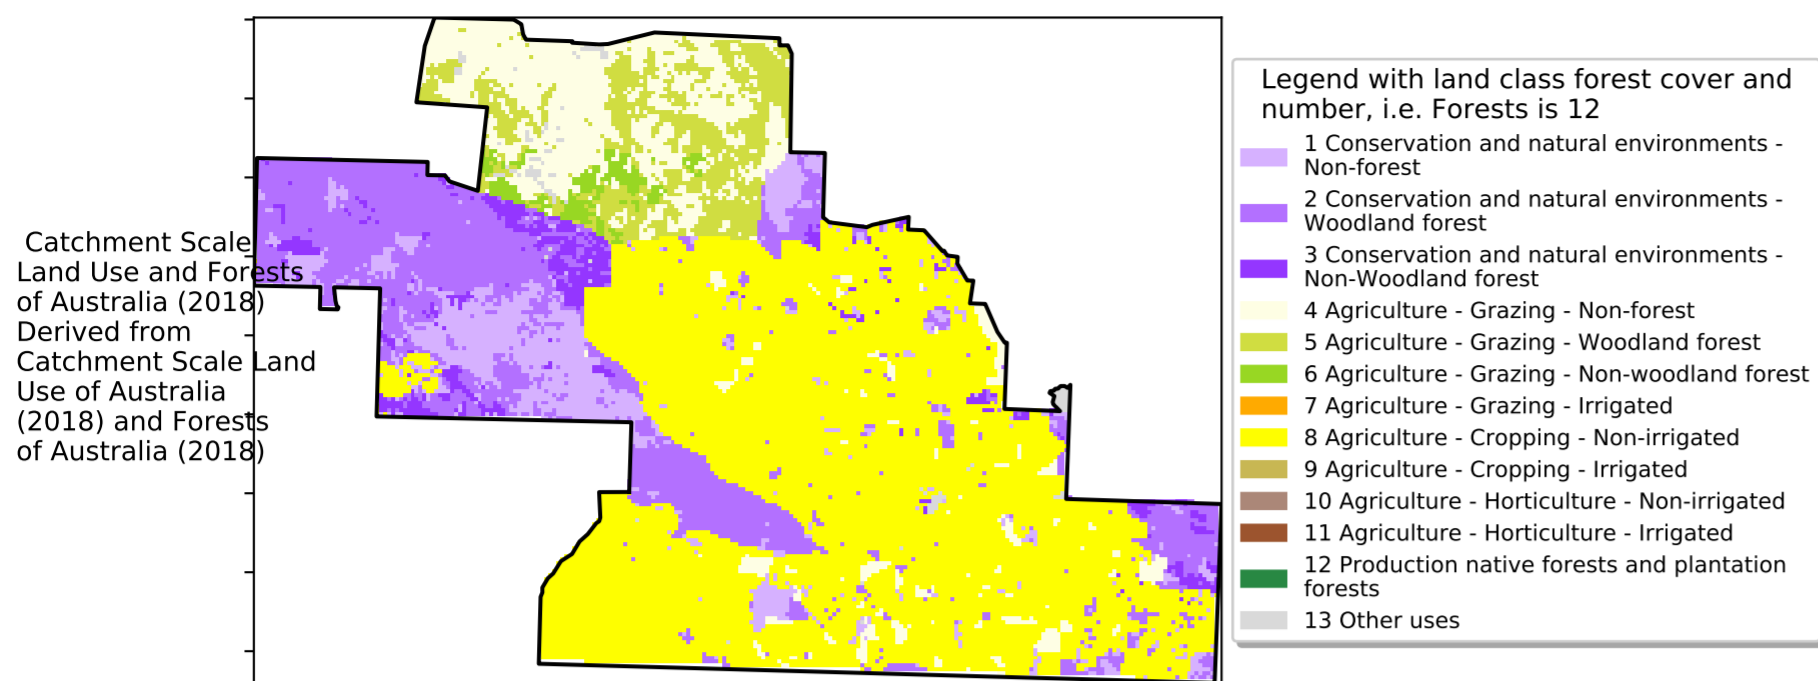 Catchment Scale
Land Use and Forests
of Australia (2018)
Derived from
Catchment Scale Land
Use of Australia
(2018) and Forests
of Australia (2018)
Legend with land class forest cover and
number, i.e. Forests is 12
1 Conservation and natural environments -
Non-forest
2 Conservation and natural environments -
Woodland forest
3 Conservation and natural environments -
Non-Woodland forest
4 Agriculture - Grazing - Non-forest
5 Agriculture - Grazing - Woodland forest
6 Agriculture - Grazing - Non-woodland forest
7 Agriculture - Grazing - Irrigated
8 Agriculture - Cropping - Non-irrigated
9 Agriculture - Cropping - Irrigated
10 Agriculture - Horticulture - Non-irrigated
11 Agriculture - Horticulture - Irrigated
12 Production native forests and plantation
forests
13 Other uses